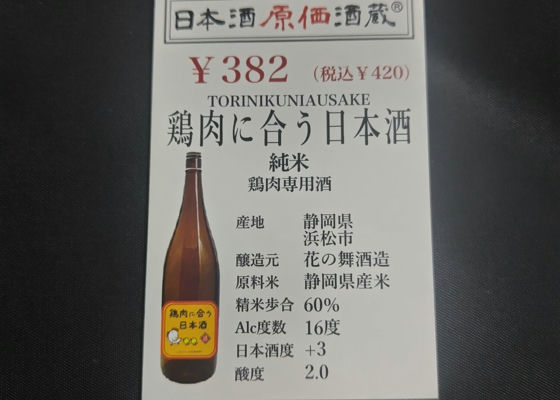 日本酒原価酒蔵®
￥382 （税込￥420）
TORINIKUNIAUSAKE
鶏肉に合う日本酒
純米
鶏肉専用酒
産地 静岡県
浜松市
醸造元 花の舞酒造
原料米 静岡県産米
精米歩合 60%
Alc度数 16度
日本酒度 +3
酸度 2.0
鶏肉に合う
日本酒